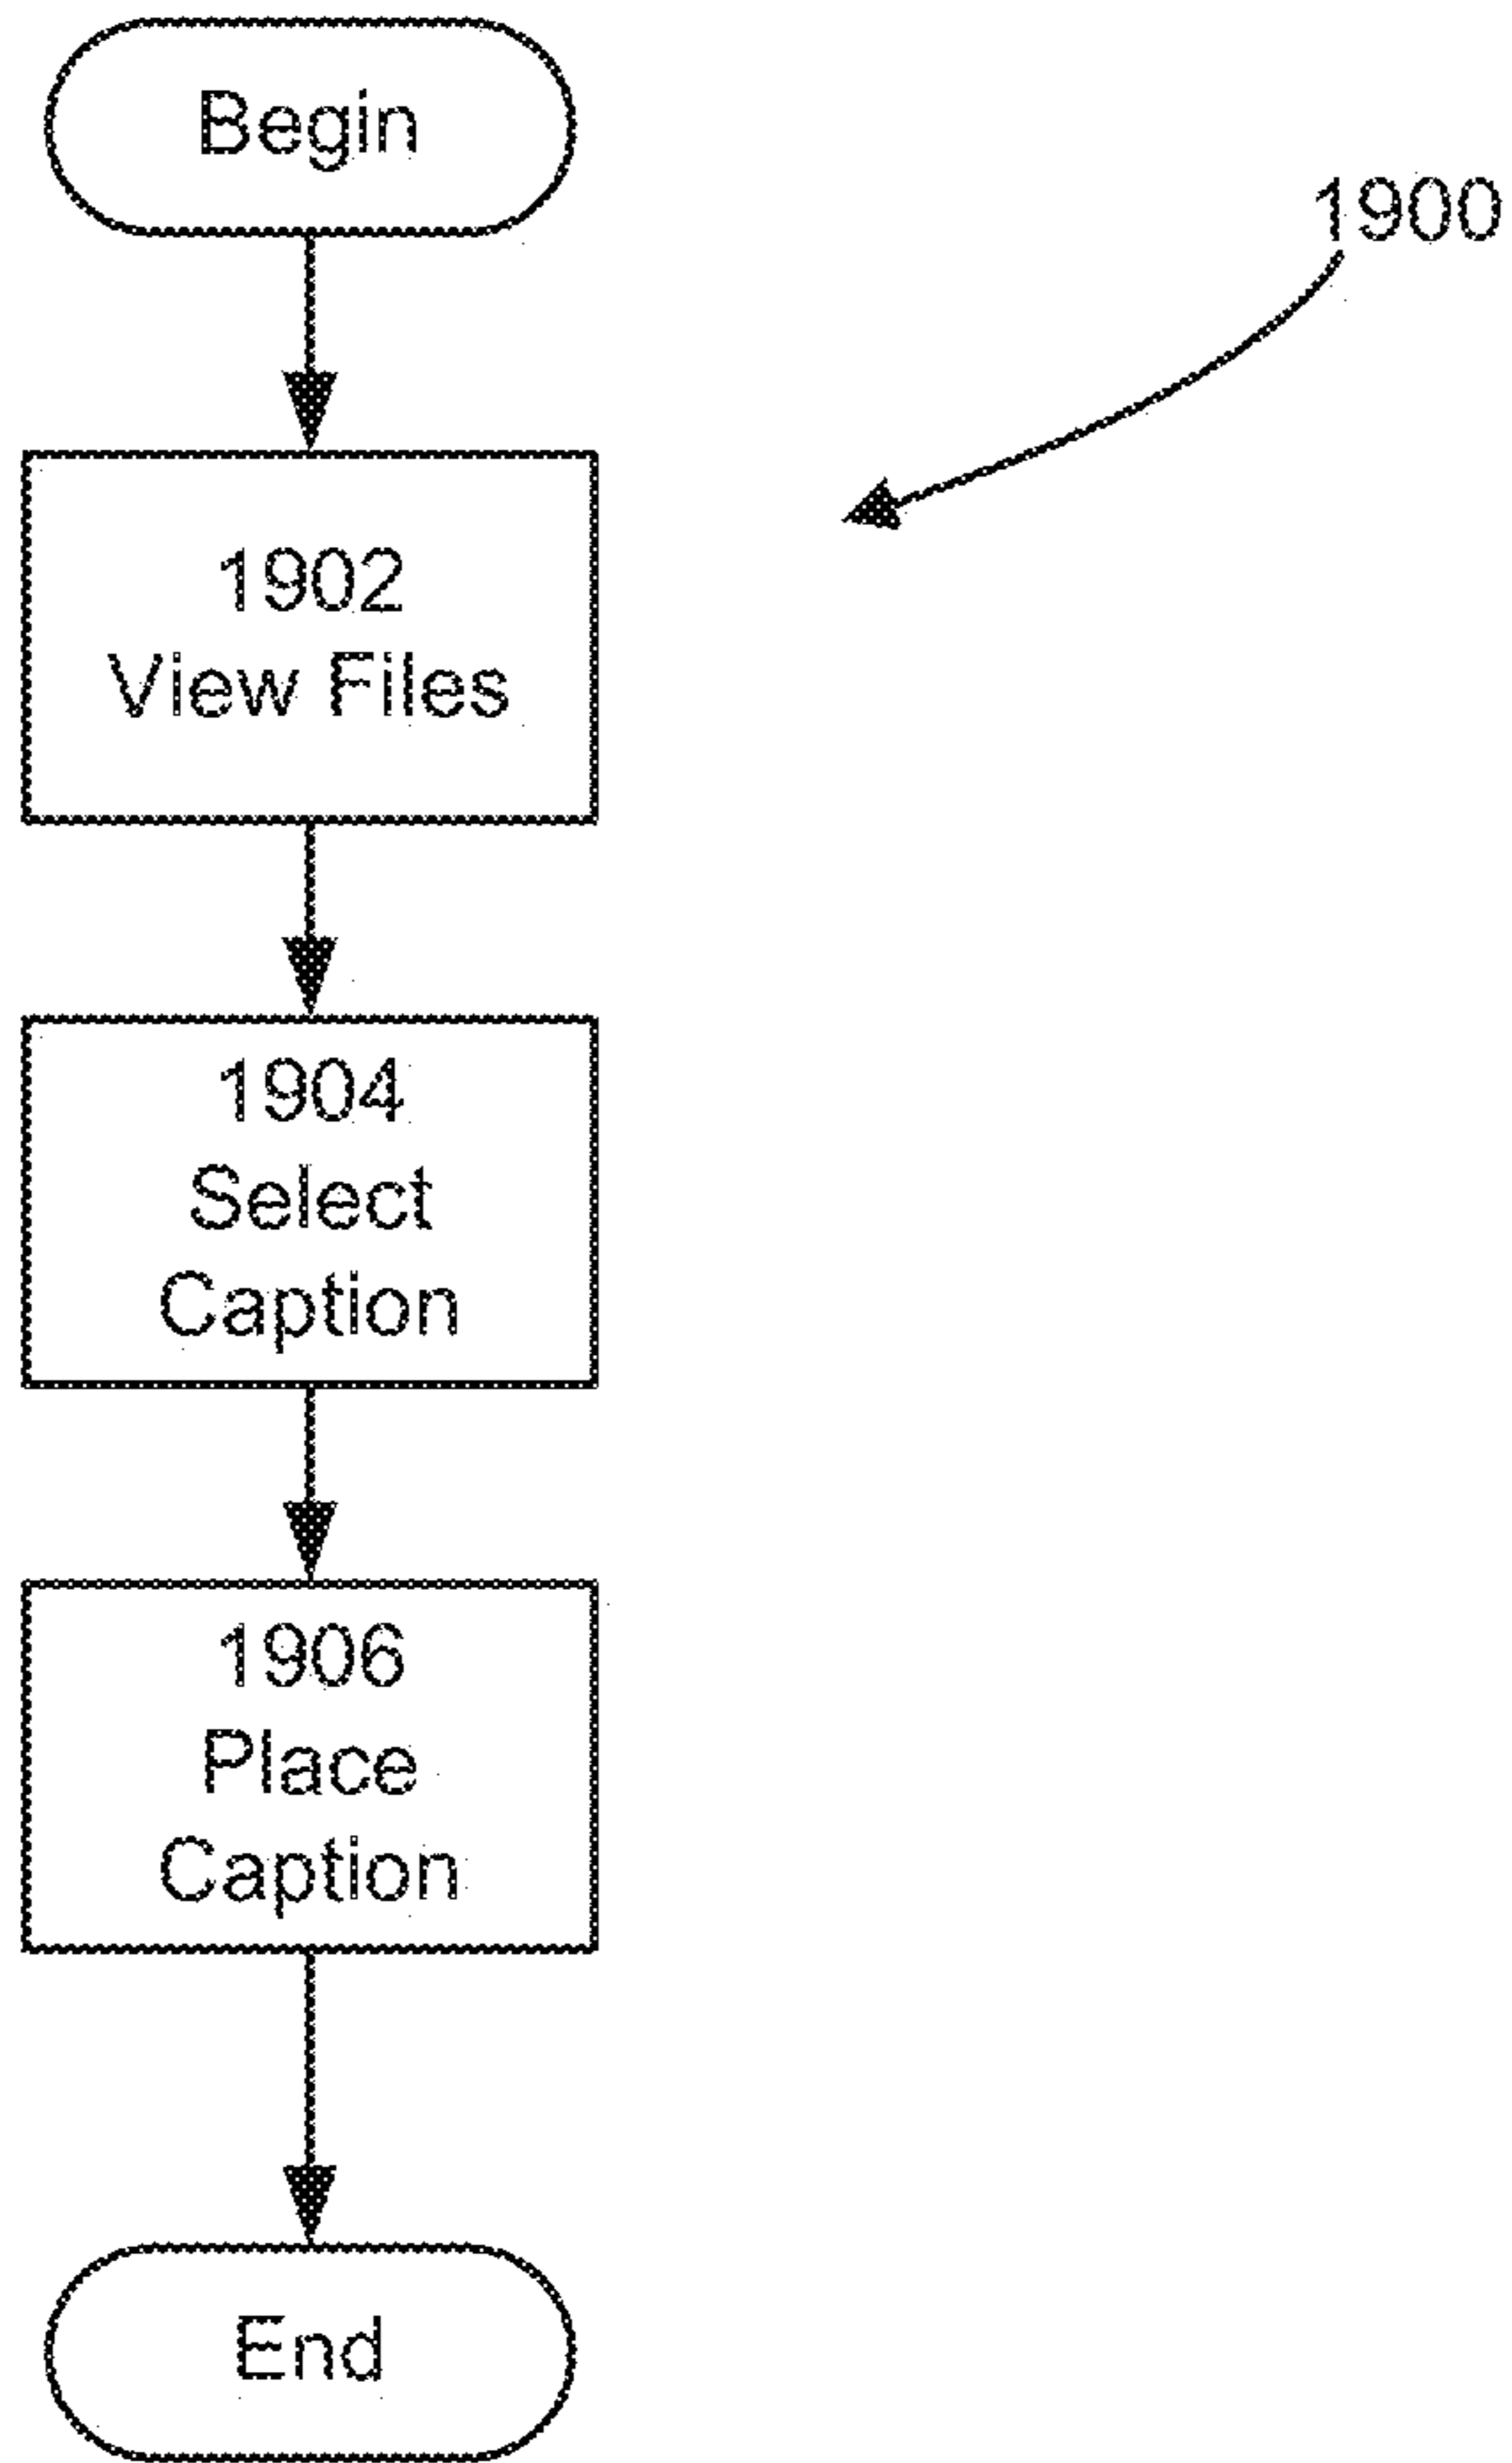 Begin
1900
1902
View Files
1904
Select
Caption
1906
Place
Caption
End